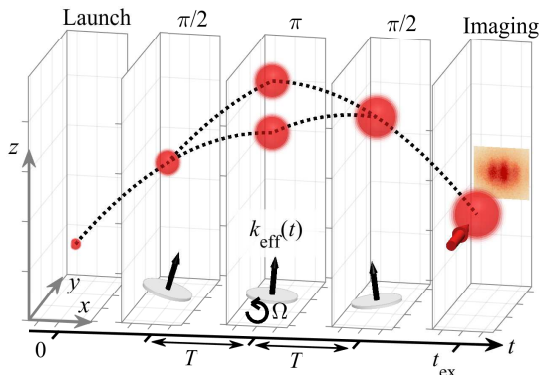 Launch π/2 π π/2 Imaging
z
k_eff(t)
y
x
Ω
0 T T t_ex t